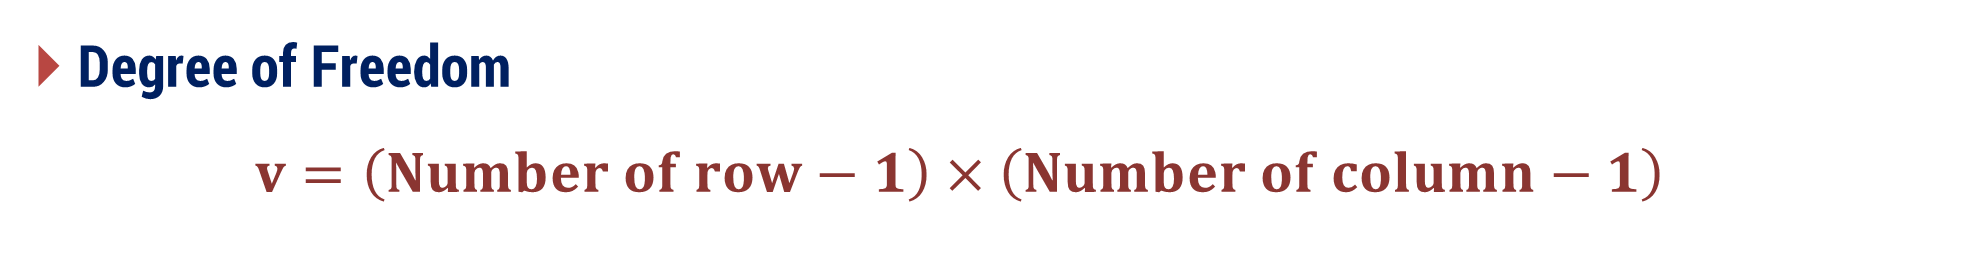 Degree of Freedom
v = (Number of row − 1) × (Number of column − 1)